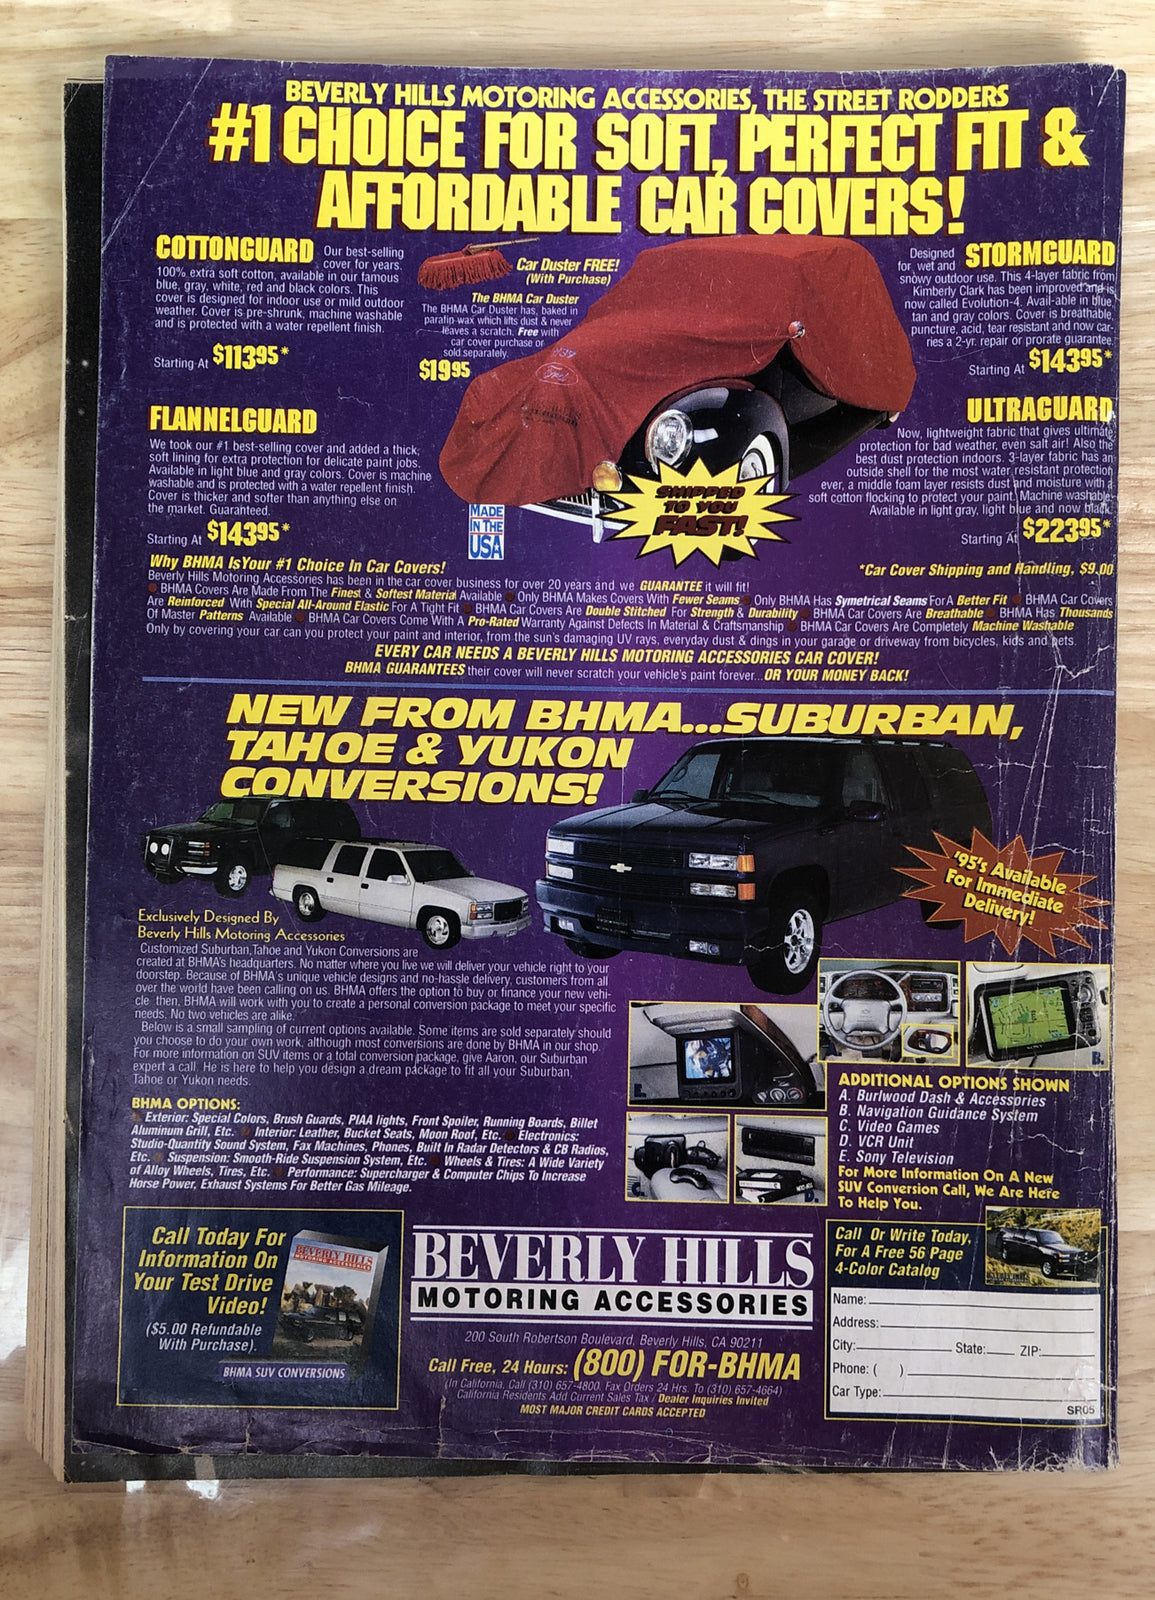 BEVERLY HILLS MOTORING ACCESSORIES, THE STREET RODDERS
#1 CHOICE FOR SOFT, PERFECT FIT &
AFFORDABLE CAR COVERS!
COTTONGUARD Our best-selling
cover for years.
100% extra soft cotton, available in our famous
blue, gray, white, red and black colors. This
cover is designed for indoor use or mild outdoor
weather. Cover is pre-shrunk, machine washable
and is protected with a water repellent finish.
Starting At $113.95*
Car Duster FREE!
(With Purchase)
The BHMA Car Duster
The BHMA Car Duster has, baked in
parafin wax which lifts dust & never
leaves a scratch. Free with
car cover purchase or
sold separately.
$19.95
Designed STORMGUARD
for wet and
snowy outdoor use. This 4-layer fabric from
Kimberly Clark has been improved and is
now called Evolution-4. Avail-able in blue,
tan and gray colors. Cover is breathable,
puncture, acid, tear resistant and now car-
ries a 2-yr. repair or prorate guarantee.
Starting At $143.95*
FLANNELGUARD
We took our #1 best-selling cover and added a thick,
soft lining for extra protection for delicate paint jobs.
Available in light blue and gray colors. Cover is machine
washable and is protected with a water repellent finish.
Cover is thicker and softer than anything else on
the market. Guaranteed.
Starting At $143.95*
1937
Ford
ULTRAGUARD
Now, lightweight fabric that gives ultimate
protection for bad weather, even salt air! Also the
best dust protection indoors. 3-layer fabric has an
outside shell for the most water resistant protection
ever, a middle foam layer resists dust and moisture with a
soft cotton flocking to protect your paint. Machine washable.
Available in light gray, light blue and now black.
Starting At $223.95*
SHIPPED
TO YOU
FAST!
MADE
IN THE
USA
Why BHMA Is Your #1 Choice In Car Covers!
*Car Cover Shipping and Handling, $9.00
Beverly Hills Motoring Accessories has been in the car cover business for over 20 years and we GUARANTEE it will fit!
• BHMA Covers Are Made From The Finest & Softest Material Available • Only BHMA Makes Covers With Fewer Seams • Only BHMA Has Symetrical Seams For A Better Fit • BHMA Car Covers
Are Reinforced With Special All-Around Elastic For A Tight Fit • BHMA Car Covers Are Double Stitched For Strength & Durability • BHMA Car Covers Are Breathable • BHMA Has Thousands
Of Master Patterns Available • BHMA Car Covers Come With A Pro-Rated Warranty Against Defects In Material & Craftsmanship • BHMA Car Covers Are Completely Machine Washable
Only by covering your car can you protect your paint and interior, from the sun's damaging UV rays, everyday dust & dings in your garage or driveway from bicycles, kids and pets.
EVERY CAR NEEDS A BEVERLY HILLS MOTORING ACCESSORIES CAR COVER!
BHMA GUARANTEES their cover will never scratch your vehicle's paint forever...OR YOUR MONEY BACK!
NEW FROM BHMA...SUBURBAN,
TAHOE & YUKON
CONVERSIONS!
'95's Available
For Immediate
Delivery!
Exclusively Designed By
Beverly Hills Motoring Accessories
Customized Suburban, Tahoe and Yukon Conversions are
created at BHMA's headquarters. No matter where you live we will deliver your vehicle right to your
doorstep. Because of BHMA's unique vehicle designs and no-hassle delivery, customers from all
over the world have been calling on us. BHMA offers the option to buy or finance your new vehi-
cle, then, BHMA will work with you to create a personal conversion package to meet your specific
needs. No two vehicles are alike.
Below is a small sampling of current options available. Some items are sold separately should
you choose to do your own work, although most conversions are done by BHMA in our shop.
For more information on SUV items or a total conversion package, give Aaron, our Suburban
expert a call. He is here to help you design a dream package to fit all your Suburban,
Tahoe or Yukon needs.
BHMA OPTIONS:
• Exterior: Special Colors, Brush Guards, PIAA lights, Front Spoiler, Running Boards, Billet
Aluminum Grill, Etc. • Interior: Leather, Bucket Seats, Moon Roof, Etc. • Electronics:
Studio-Quantity Sound System, Fax Machines, Phones, Built In Radar Detectors & CB Radios,
Etc. • Suspension: Smooth-Ride Suspension System, Etc. • Wheels & Tires: A Wide Variety
of Alloy Wheels, Tires, Etc. • Performance: Supercharger & Computer Chips To Increase
Horse Power, Exhaust Systems For Better Gas Mileage.
A.
B.
E.
D.
ADDITIONAL OPTIONS SHOWN
A. Burlwood Dash & Accessories
B. Navigation Guidance System
C. Video Games
D. VCR Unit
E. Sony Television
For More Information On A New
SUV Conversion Call, We Are Here
To Help You.
Call Today For
Information On
Your Test Drive
Video!
($5.00 Refundable
With Purchase).
BEVERLY HILLS
MOTORING ACCESSORIES
BHMA SUV CONVERSIONS
BEVERLY HILLS
MOTORING ACCESSORIES
200 South Robertson Boulevard, Beverly Hills, CA 90211
Call Free, 24 Hours: (800) FOR-BHMA
(In California, Call (310) 657-4800. Fax Orders 24 Hrs. To (310) 657-4664)
California Residents Add Current Sales Tax / Dealer Inquiries Invited
MOST MAJOR CREDIT CARDS ACCEPTED
Call Or Write Today,
For A Free 56 Page
4-Color Catalog
BEVERLY HILLS
Name:
Address:
City: State: ZIP:
Phone: ( )
Car Type:
SR05